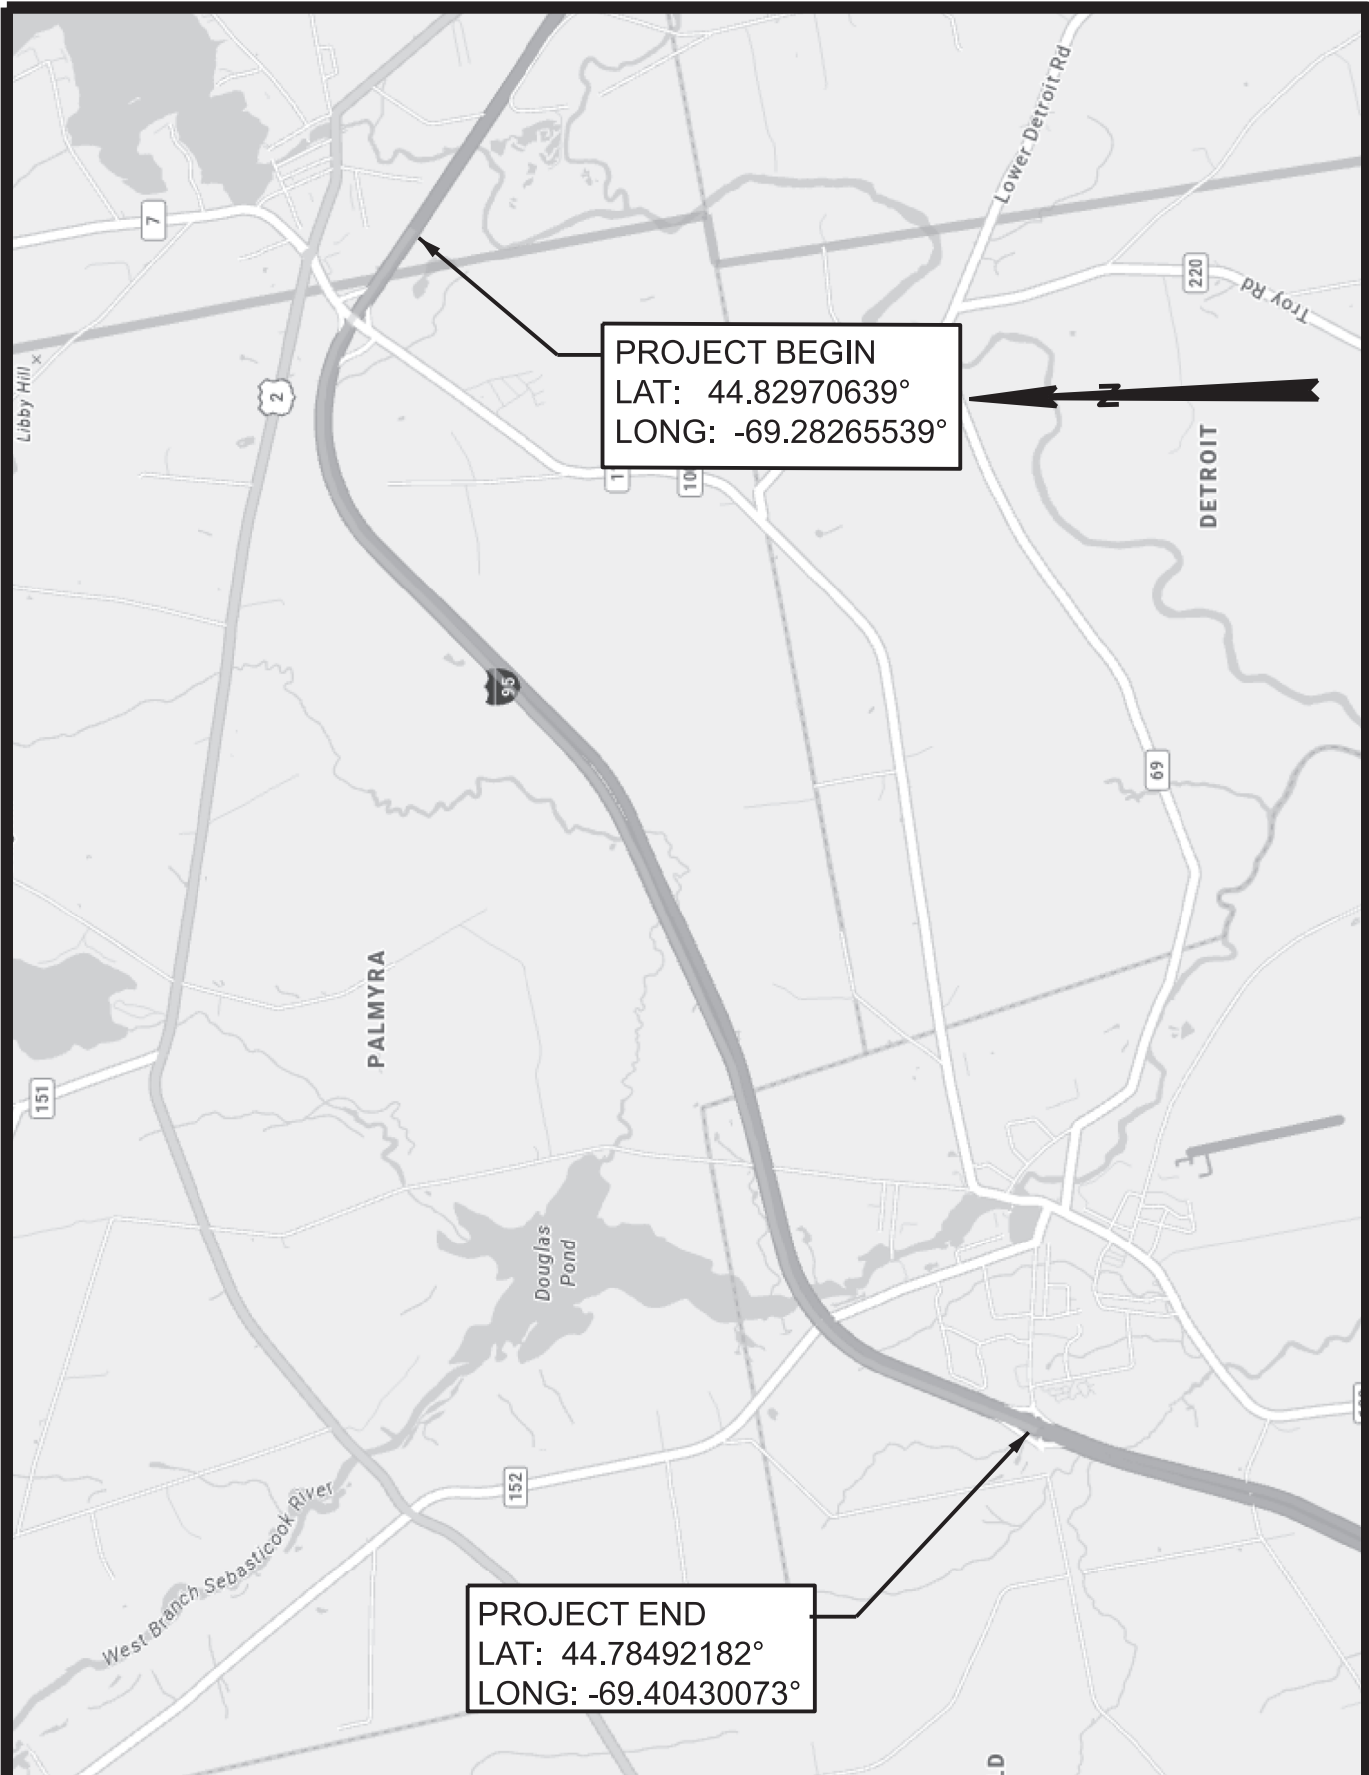 Lower Detroit Rd
7
220
Troy Rd
Libby Hill
2
PROJECT BEGIN
LAT: 44.82970639°
LONG: -69.28265539°
N
DETROIT
95
69
PALMYRA
151
Douglas
Pond
152
West Branch Sebasticook River
PROJECT END
LAT: 44.78492182°
LONG: -69.40430073°